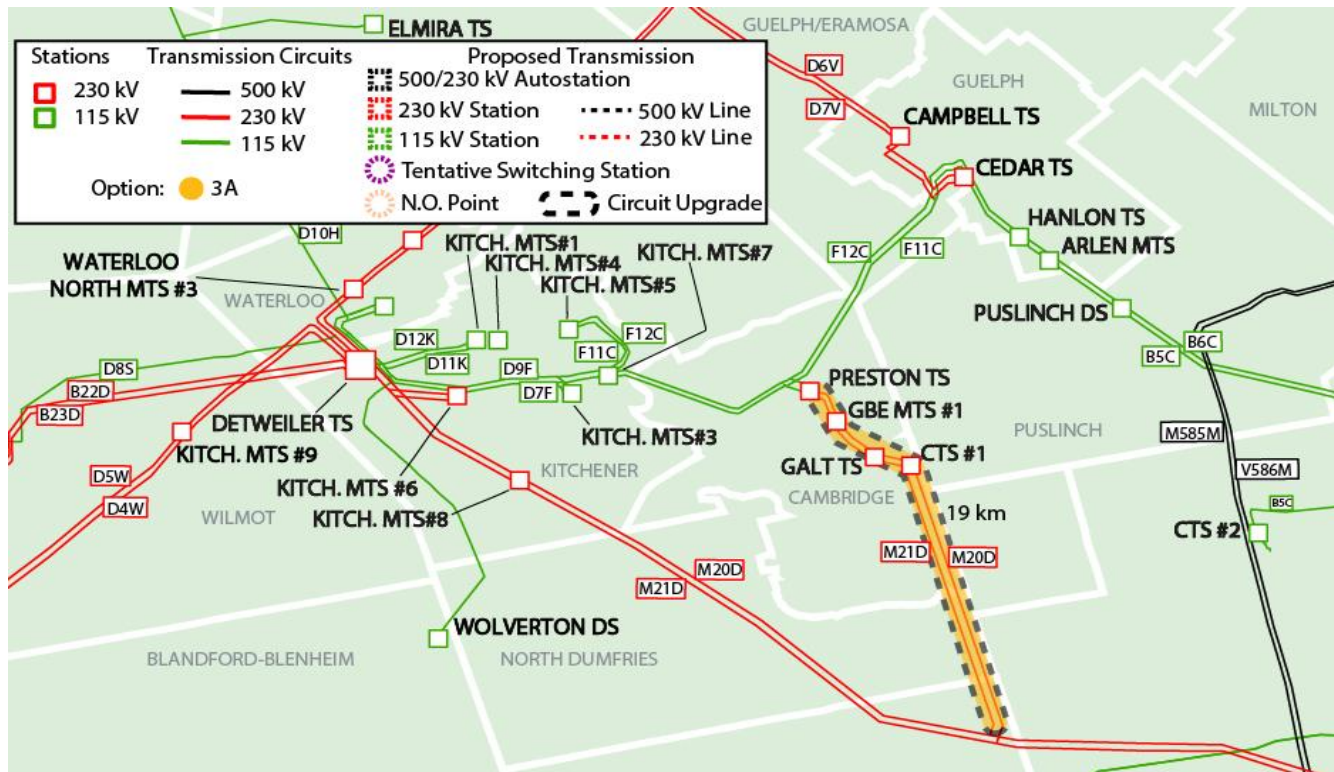 ELMIRA TS
GUELPH/ERAMOSA
Stations
Transmission Circuits
Proposed Transmission
230 kV
115 kV
500 kV
230 kV
115 kV
500/230 kV Autostation
230 kV Station
500 kV Line
115 kV Station
230 kV Line
Tentative Switching Station
Option:
3A
N.O. Point
Circuit Upgrade
D6V
D7V
GUELPH
MILTON
CAMPBELL TS
CEDAR TS
HANLON TS
ARLEN MTS
PUSLINCH DS
D10H
KITCH. MTS#1
KITCH. MTS#4
KITCH. MTS#5
KITCH. MTS#7
F12C
F11C
WATERLOO
NORTH MTS #3
WATERLOO
D12K
D11K
F12C
F11C
D9F
D7F
D8S
B22D
B23D
B6C
B5C
PRESTON TS
GBE MTS #1
DETWEILER TS
KITCH. MTS #9
KITCH. MTS#3
KITCHENER
GALT TS
CTS #1
PUSLINCH
M585M
V586M
D5W
D4W
KITCH. MTS #6
KITCH. MTS#8
WILMOT
CAMBRIDGE
19 km
B5C
CTS #2
M21D
M20D
M20D
M21D
WOLVERTON DS
BLANDFORD-BLENHEIM
NORTH DUMFRIES